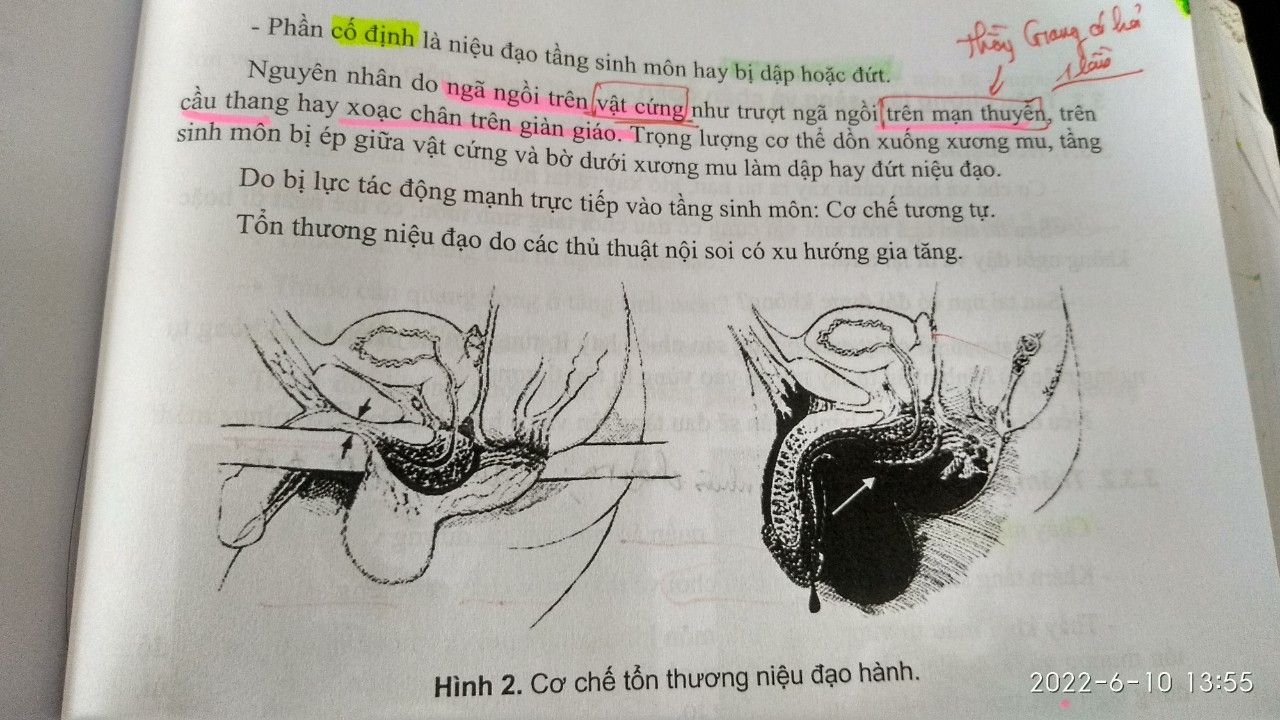 - Phần cố định là niệu đạo tầng sinh môn hay bị dập hoặc đứt.
thầy Giang có hỏi
1 lần
Nguyên nhân do ngã ngồi trên vật cứng như trượt ngã ngồi trên mạn thuyền, trên
cầu thang hay xoạc chân trên giàn giáo. Trọng lượng cơ thể dồn xuống xương mu, tầng
sinh môn bị ép giữa vật cứng và bờ dưới xương mu làm dập hay đứt niệu đạo.
Do bị lực tác động mạnh trực tiếp vào tầng sinh môn: Cơ chế tương tự.
Tổn thương niệu đạo do các thủ thuật nội soi có xu hướng gia tăng.
Hình 2. Cơ chế tổn thương niệu đạo hành.
2022-6-10 13:55